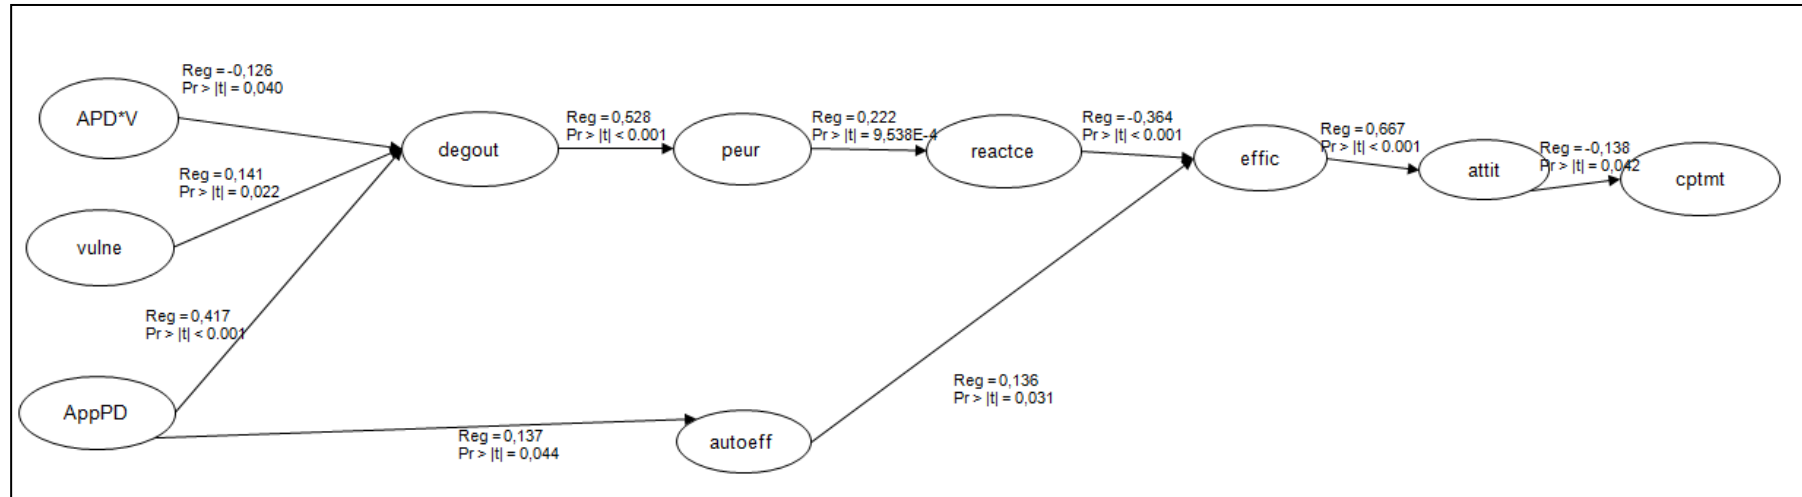 Reg = -0,126
Pr > |t| = 0,040
APD*V
degout
Reg = 0,528
Pr > |t| < 0.001
peur
Reg = 0,222
Pr > |t| = 9,538E-4
reactce
Reg = -0,364
Pr > |t| < 0.001
effic
Reg = 0,667
Pr > |t| < 0.001
attit
Reg = -0,138
Pr > |t| = 0,042
cptmt
Reg = 0,141
Pr > |t| = 0,022
vulne
Reg = 0,417
Pr > |t| < 0.001
AppPD
Reg = 0,137
Pr > |t| = 0,044
autoeff
Reg = 0,136
Pr > |t| = 0,031